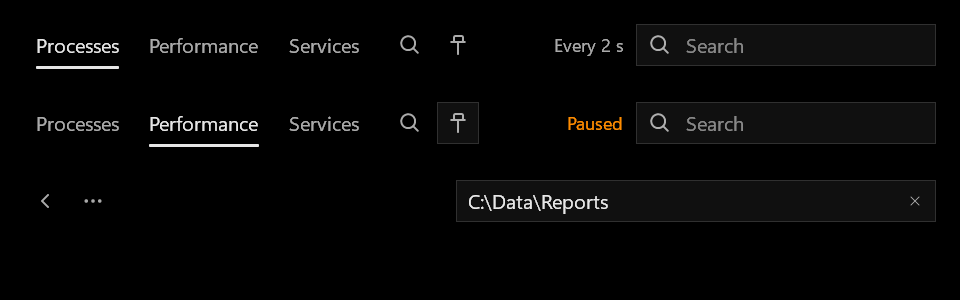 Processes Performance Services Every 2 s Search
Processes Performance Services Paused Search
C:\Data\Reports